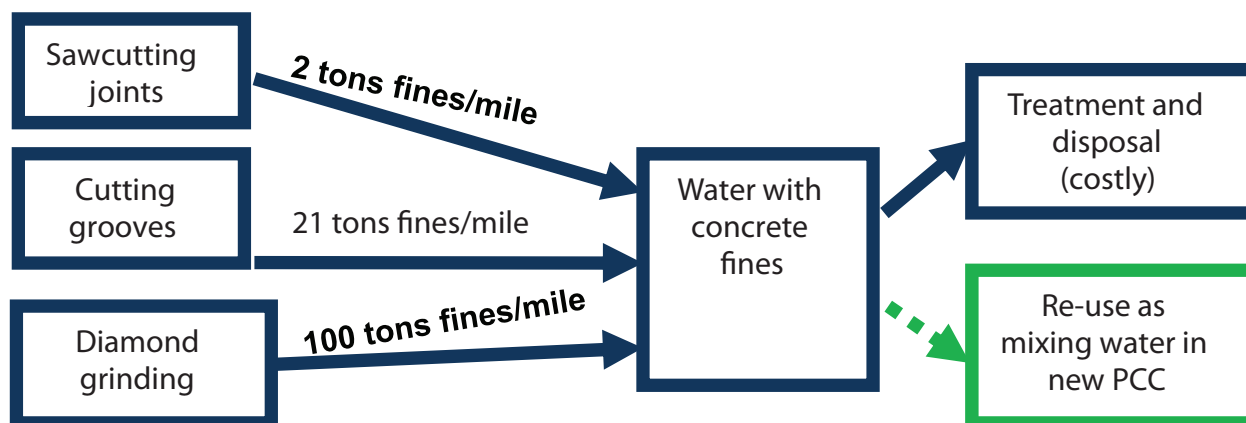 Sawcutting
joints
2 tons fines/mile
Cutting
grooves
21 tons fines/mile
Diamond
grinding
100 tons fines/mile
Water with
concrete
fines
Treatment and
disposal
(costly)
Re-use as
mixing water in
new PCC